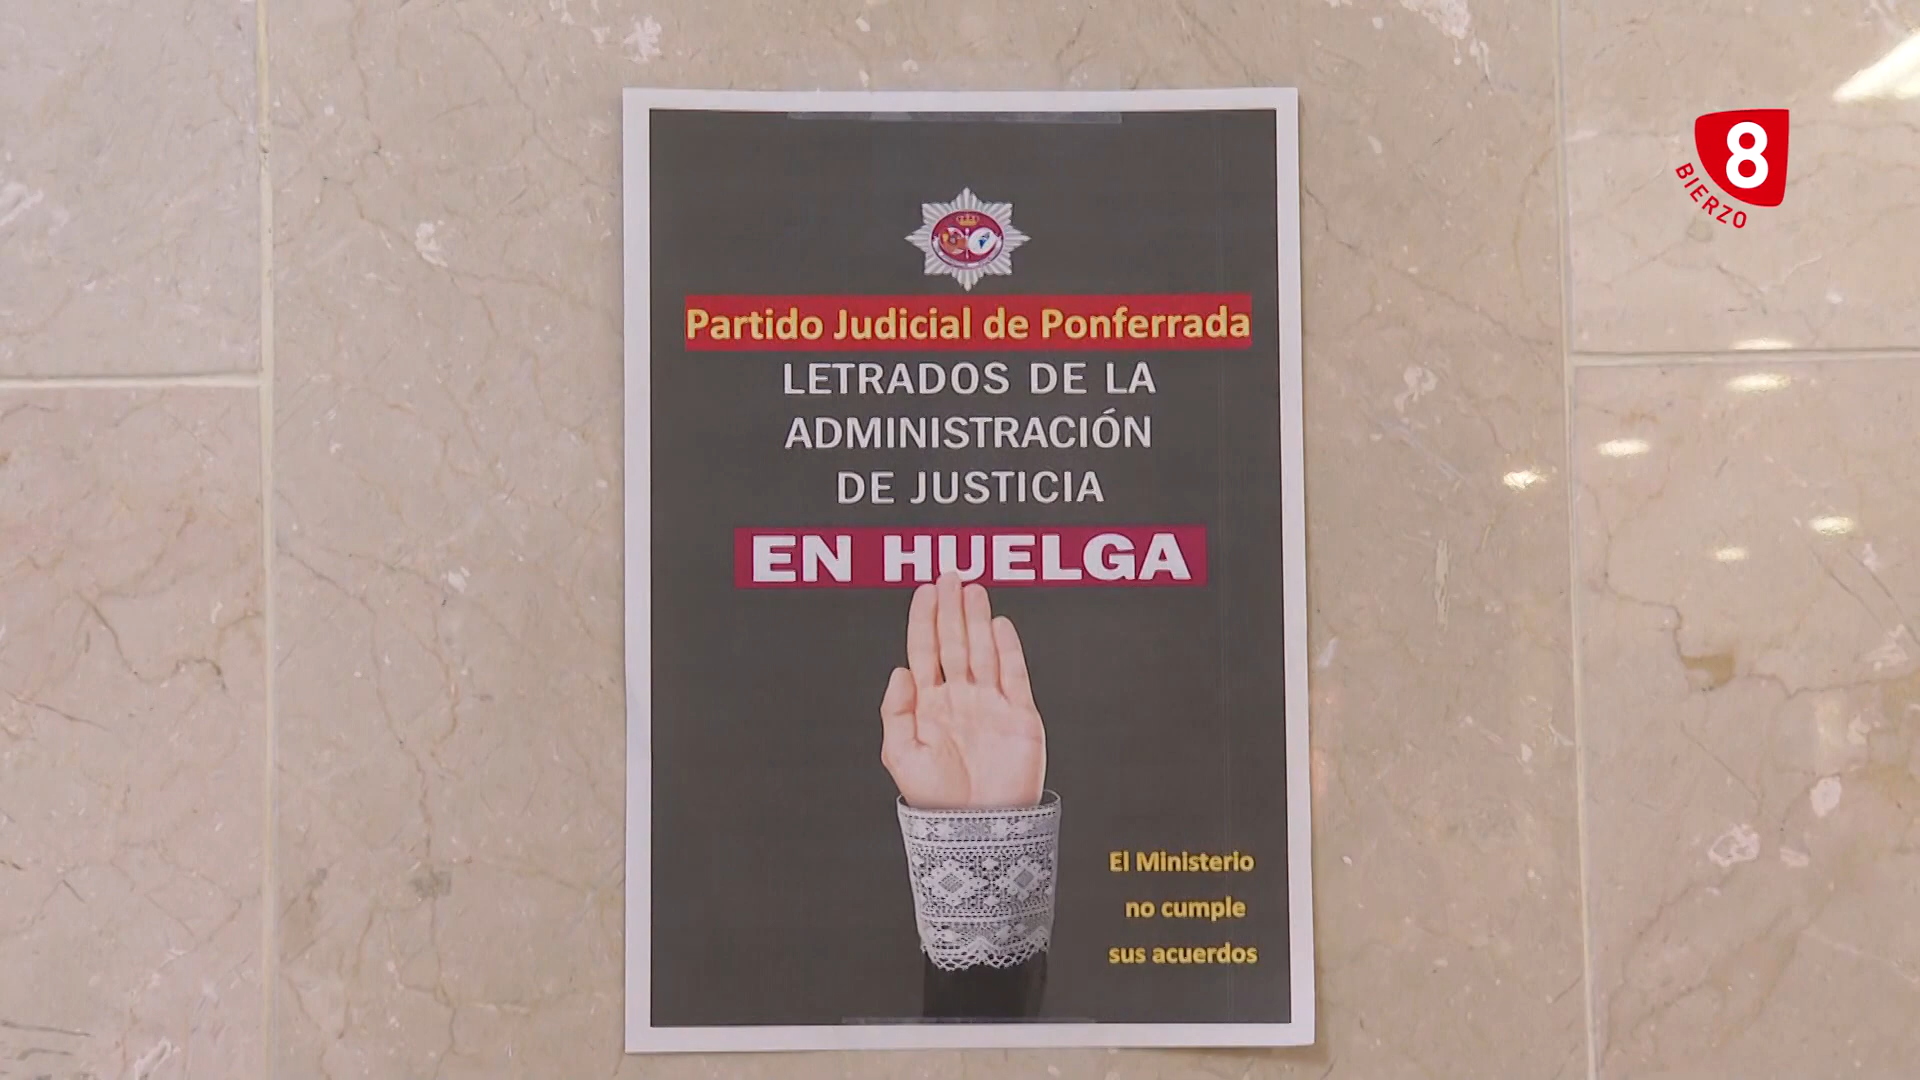 8
BIERZO
Partido Judicial de Ponferrada
LETRADOS DE LA
ADMINISTRACIÓN
DE JUSTICIA
EN HUELGA
El Ministerio
no cumple
sus acuerdos